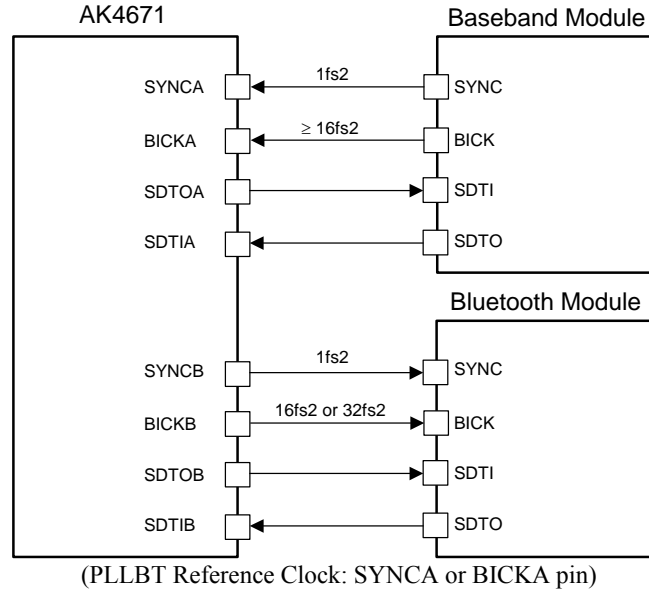 AK4671
Baseband Module
SYNCA
1fs2
SYNC
BICKA
≥ 16fs2
BICK
SDTOA
SDTI
SDTIA
SDTO
Bluetooth Module
SYNCB
1fs2
SYNC
BICKB
16fs2 or 32fs2
BICK
SDTOB
SDTI
SDTIB
SDTO
(PLLBT Reference Clock: SYNCA or BICKA pin)